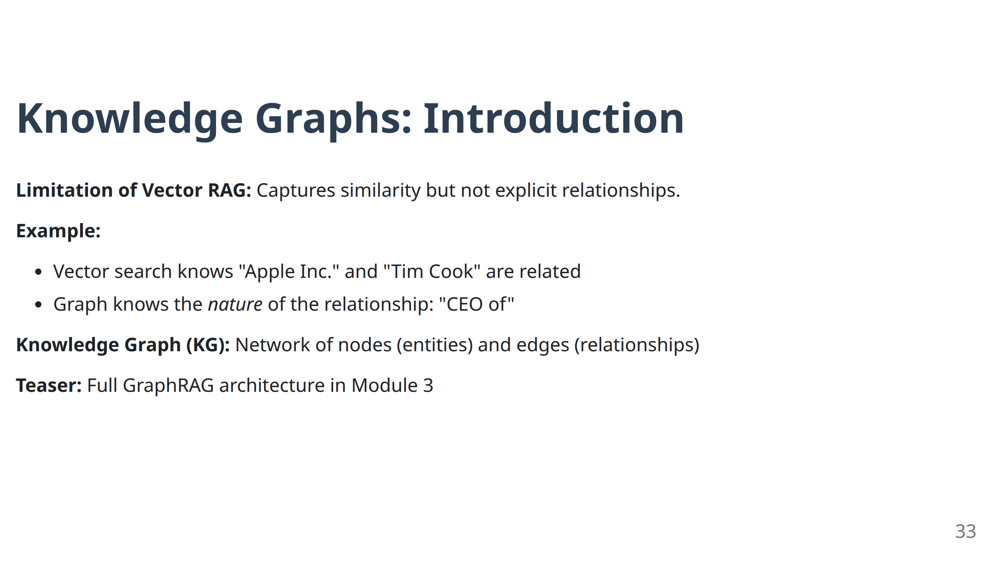 Knowledge Graphs: Introduction
Limitation of Vector RAG: Captures similarity but not explicit relationships.
Example:
• Vector search knows "Apple Inc." and "Tim Cook" are related
• Graph knows the nature of the relationship: "CEO of"
Knowledge Graph (KG): Network of nodes (entities) and edges (relationships)
Teaser: Full GraphRAG architecture in Module 3
33